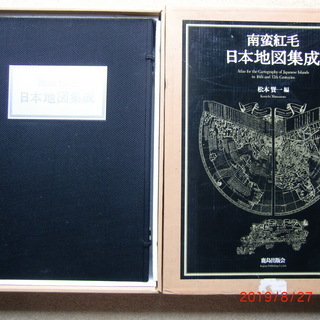 日本地図集成
南蛮紅毛
日本地図集成
Atlas for the Cartography of Japanese Islands
in 16th and 17th Centuries
松本賢一編
鹿島出版会
2019/8/27